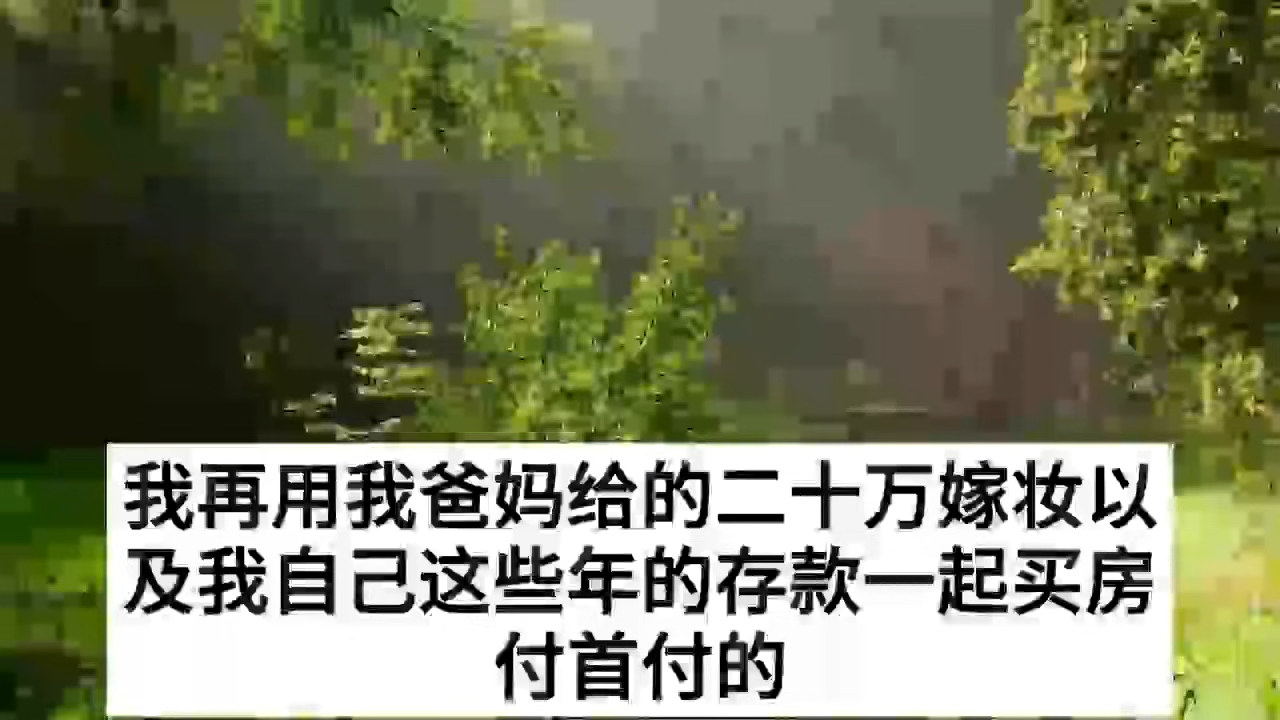 我再用我爸妈给的二十万嫁妆以
及我自己这些年的存款一起买房
付首付的